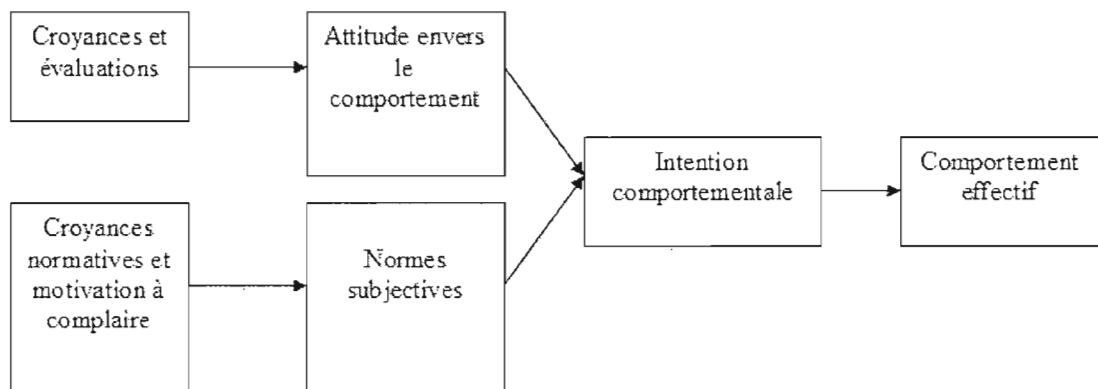 Croyances et
évaluations
Attitude envers
le
comportement
Croyances
normatives et
motivation à
complaire
Normes
subjectives
Intention
comportementale
Comportement
effectif